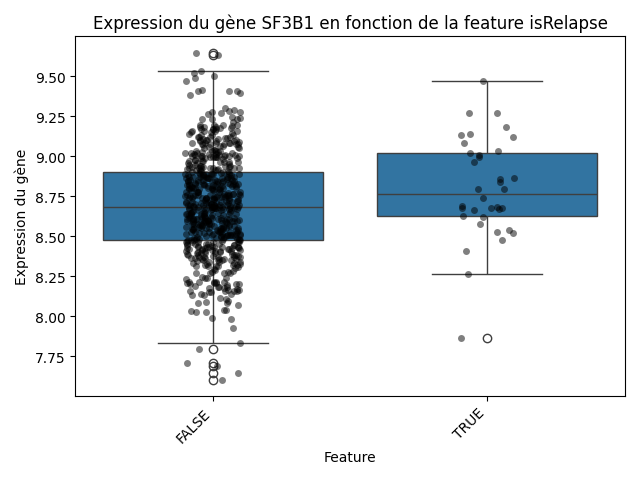 Expression du gène SF3B1 en fonction de la feature isRelapse
Expression du gène
9.50
9.25
9.00
8.75
8.50
8.25
8.00
7.75
FALSE
TRUE
Feature